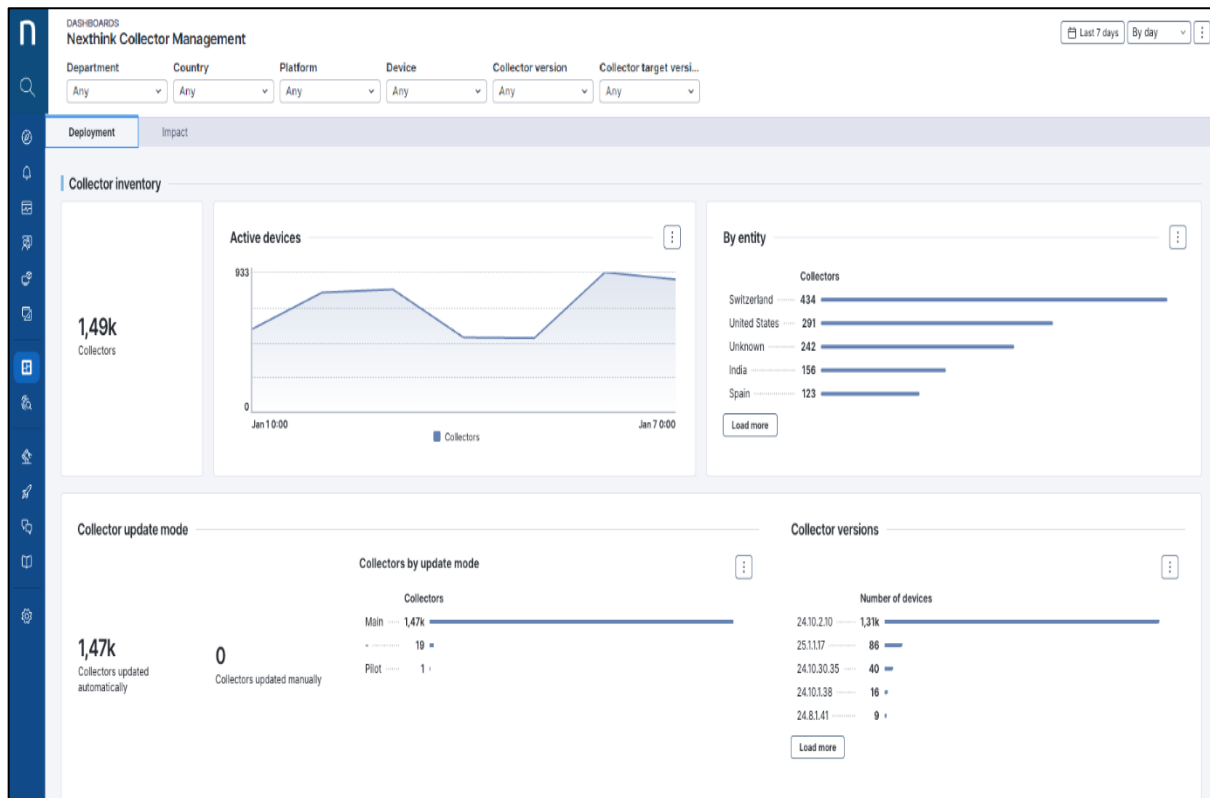 n
DASHBOARDS
Nexthink Collector Management
Last 7 days By day
Department Country Platform Device Collector version Collector target versi...
Any Any Any Any Any Any
Deployment Impact
Collector inventory
1,49k
Collectors
Active devices
933
0
Jan 1 0:00 Jan 7 0:00
Collectors
By entity
Collectors
Switzerland 434
United States 291
Unknown 242
India 156
Spain 123
Load more
Collector update mode
1,47k
Collectors updated
automatically
0
Collectors updated manually
Collectors by update mode
Collectors
Main 1,47k
- 19
Pilot 1
Collector versions
Number of devices
24.10.2.10 1,31k
25.1.1.17 86
24.10.30.35 40
24.10.1.38 16
24.8.1.41 9
Load more